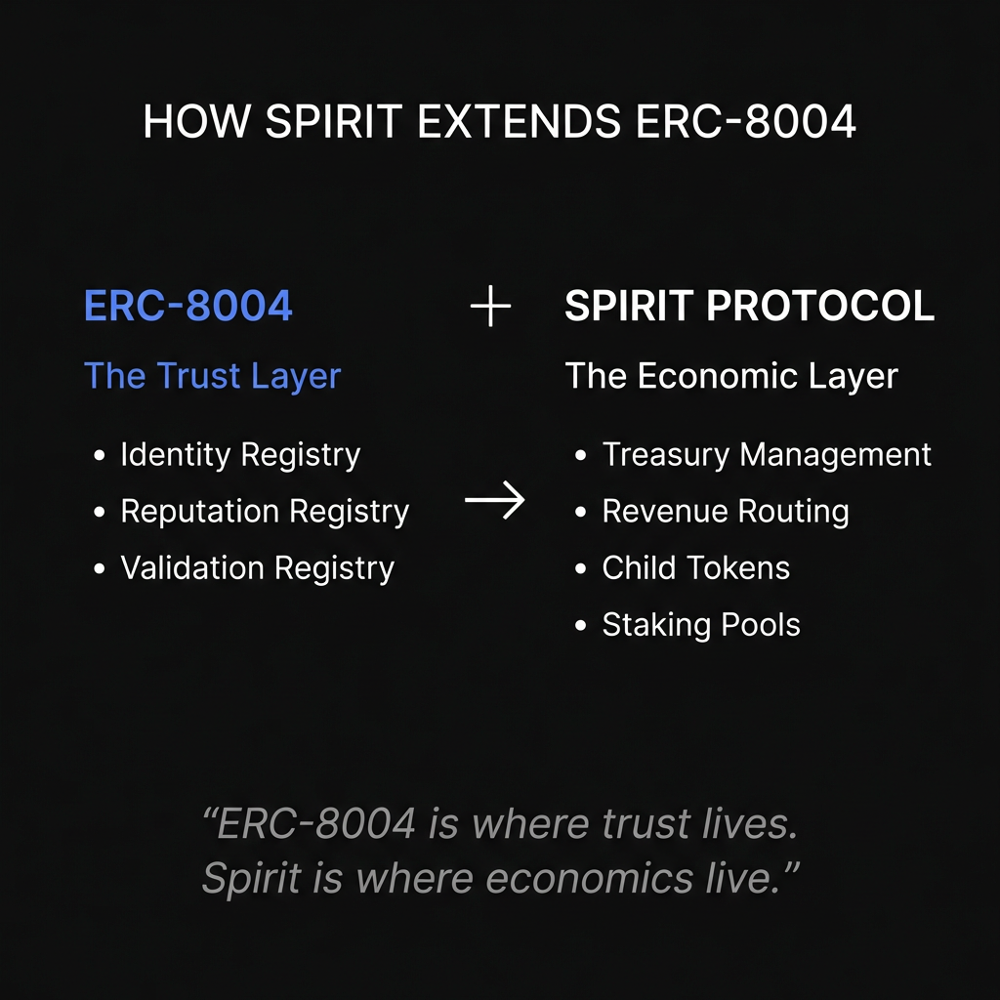 HOW SPIRIT EXTENDS ERC-8004
ERC-8004
The Trust Layer
• Identity Registry
• Reputation Registry
• Validation Registry
+
→
SPIRIT PROTOCOL
The Economic Layer
• Treasury Management
• Revenue Routing
• Child Tokens
• Staking Pools
“ERC-8004 is where trust lives.
Spirit is where economics live.”